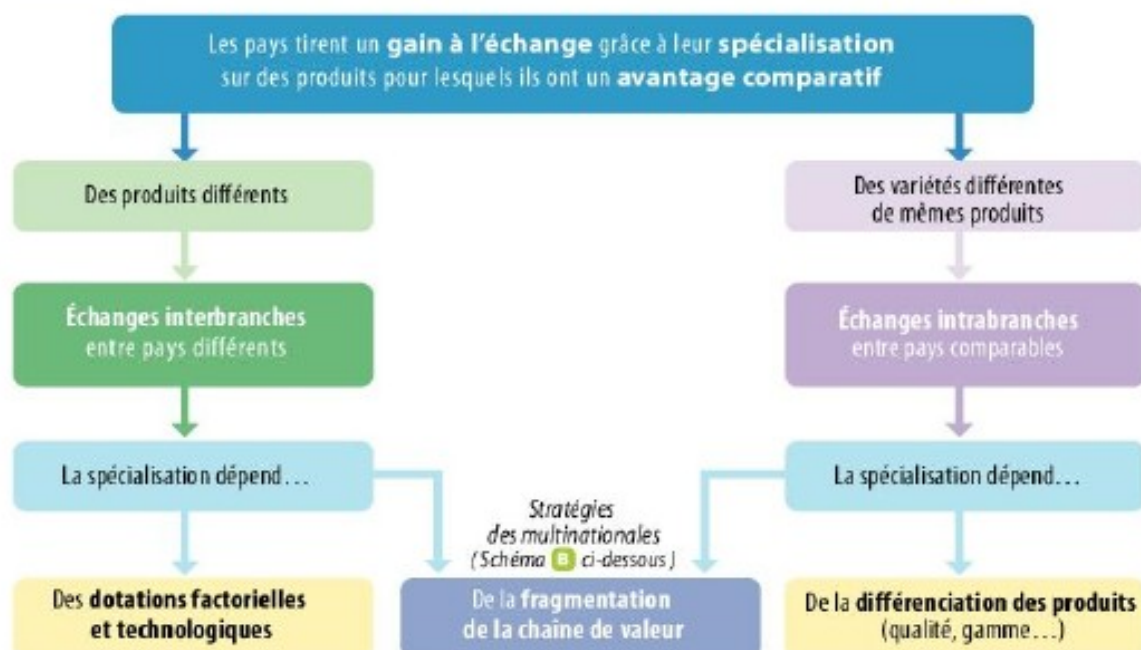 Les pays tirent un gain à l'échange grâce à leur spécialisation
sur des produits pour lesquels ils ont un avantage comparatif
Des produits différents
Des variétés différentes
de mêmes produits
Échanges interbranches
entre pays différents
Échanges intrabranches
entre pays comparables
La spécialisation dépend…
La spécialisation dépend…
Stratégies
des multinationales
(Schéma B ci-dessous)
Des dotations factorielles
et technologiques
De la fragmentation
de la chaîne de valeur
De la différenciation des produits
(qualité, gamme…)